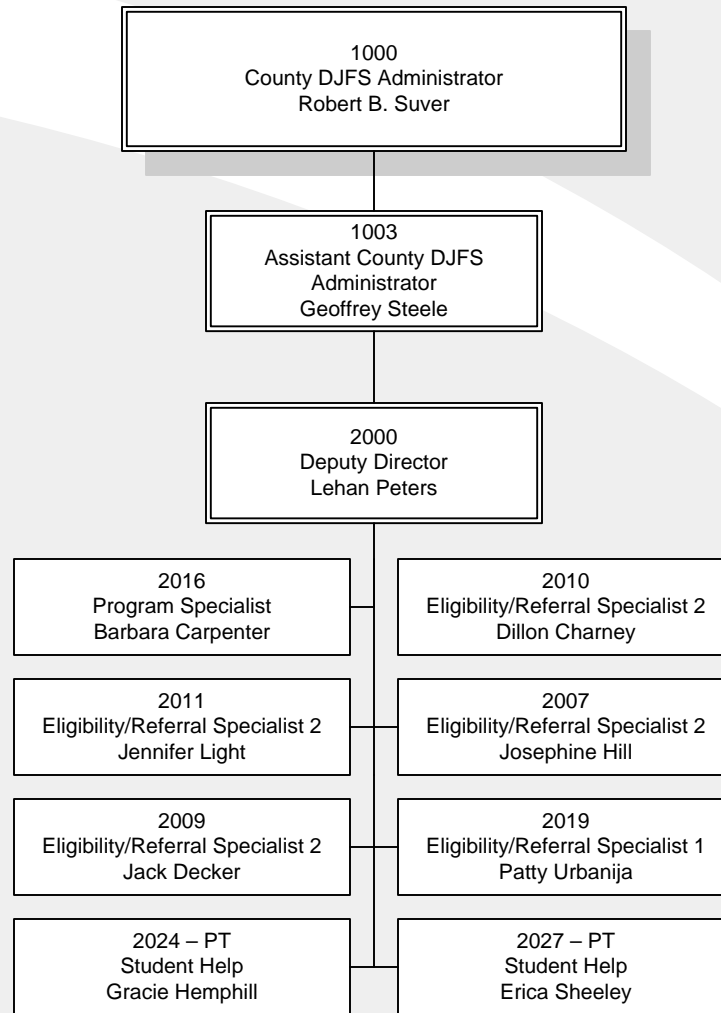 1000
County DJFS Administrator
Robert B. Suver
1003
Assistant County DJFS
Administrator
Geoffrey Steele
2000
Deputy Director
Lehan Peters
2016
Program Specialist
Barbara Carpenter
2010
Eligibility/Referral Specialist 2
Dillon Charney
2011
Eligibility/Referral Specialist 2
Jennifer Light
2007
Eligibility/Referral Specialist 2
Josephine Hill
2009
Eligibility/Referral Specialist 2
Jack Decker
2019
Eligibility/Referral Specialist 1
Patty Urbanija
2024 – PT
Student Help
Gracie Hemphill
2027 – PT
Student Help
Erica Sheeley